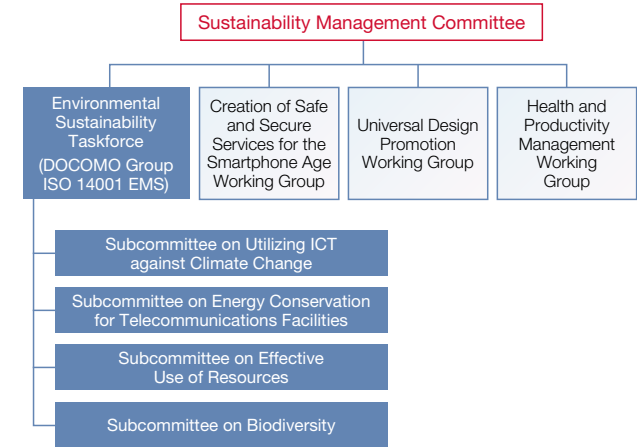 Sustainability Management Committee
Environmental
Sustainability
Taskforce
(DOCOMO Group
ISO 14001 EMS)
Creation of Safe
and Secure
Services for the
Smartphone Age
Working Group
Universal Design
Promotion
Working Group
Health and
Productivity
Management
Working
Group
Subcommittee on Utilizing ICT
against Climate Change
Subcommittee on Energy Conservation
for Telecommunications Facilities
Subcommittee on Effective
Use of Resources
Subcommittee on Biodiversity